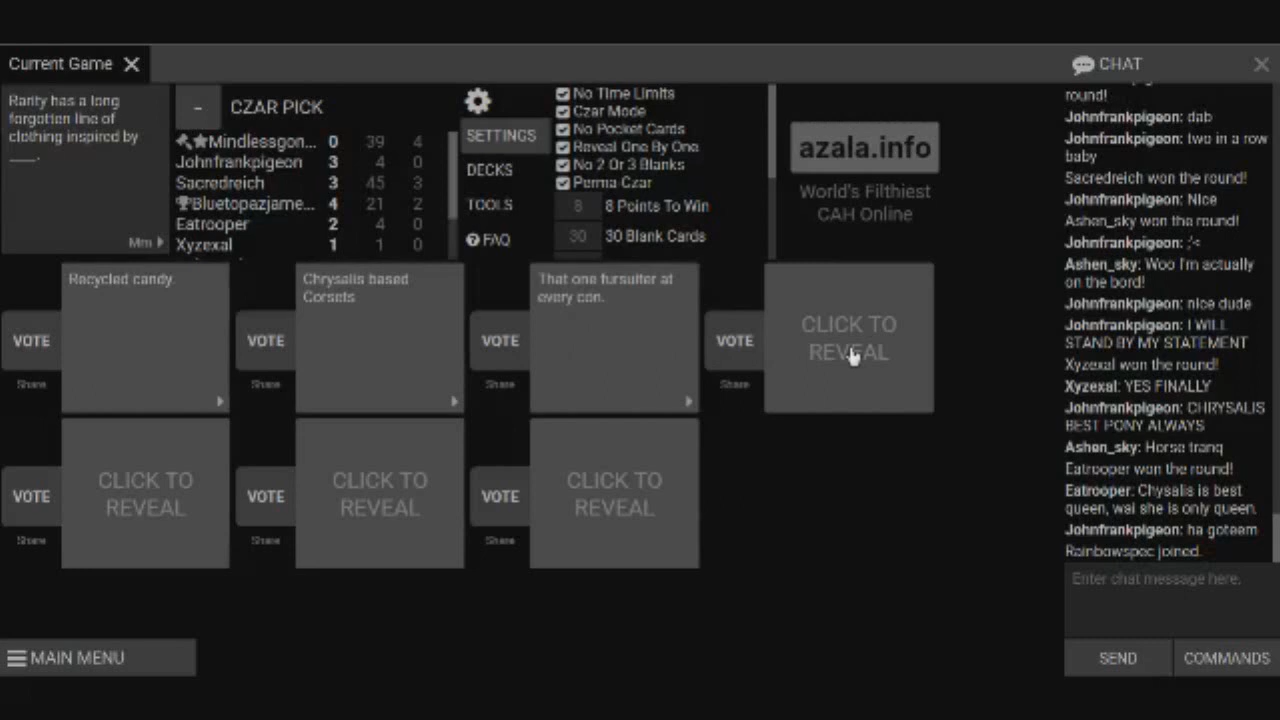 Current Game
Rarity has a long
forgotten line of
clothing inspired by
____.
Mm
-
CZAR PICK
Mindlessgon... 0 39 4
Johnfrankpigeon 3 4 0
Sacredreich 3 45 3
Bluetopazjame... 4 21 2
Eatrooper 2 4 0
Xyzexal 1 1 0
SETTINGS
DECKS
TOOLS
FAQ
No Time Limits
Czar Mode
No Pocket Cards
Reveal One By One
No 2 Or 3 Blanks
Perma Czar
8 8 Points To Win
30 30 Blank Cards
azala.info
World's Filthiest
CAH Online
VOTE
Share
Recycled candy.
VOTE
Share
Chrysalis based
Corsets
VOTE
Share
That one fursuiter at
every con.
VOTE
Share
CLICK TO
REVEAL
VOTE
Share
CLICK TO
REVEAL
VOTE
Share
CLICK TO
REVEAL
VOTE
Share
CLICK TO
REVEAL
MAIN MENU
CHAT
round!
Johnfrankpigeon: dab
Johnfrankpigeon: two in a row
baby
Sacredreich won the round!
Johnfrankpigeon: Nice
Ashen_sky won the round!
Johnfrankpigeon: ;'<
Ashen_sky: Woo I'm actually
on the bord!
Johnfrankpigeon: nice dude
Johnfrankpigeon: I WILL
STAND BY MY STATEMENT
Xyzexal won the round!
Xyzexal: YES FINALLY
Johnfrankpigeon: CHRYSALIS
BEST PONY ALWAYS
Ashen_sky: Horse tranq
Eatrooper won the round!
Eatrooper: Chysalis is best
queen, wai she is only queen.
Johnfrankpigeon: ha goteem
Rainbowspec joined.
Enter chat message here.
SEND
COMMANDS